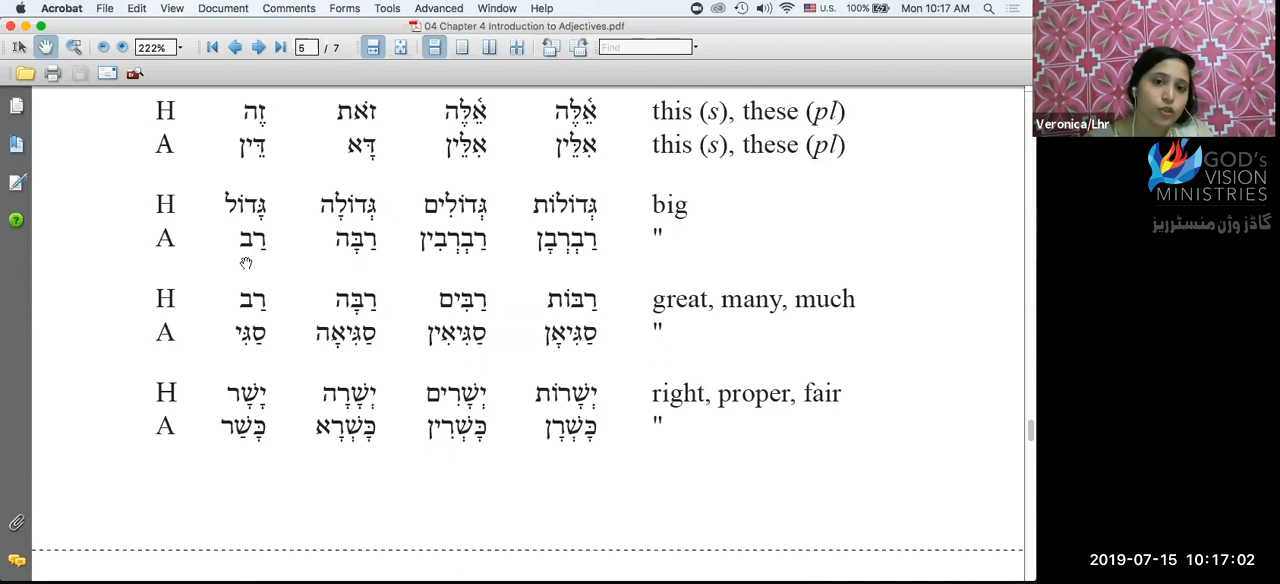 Acrobat File Edit View Document Comments Forms Tools Advanced Window Help U.S. 100% Mon 10:17 AM
04 Chapter 4 Introduction to Adjectives.pdf
222% 5 / 7 Find
H זֶה זֹאת אֵ֫לֶּה אֵ֫לֶּה this (s), these (pl)
A דֵּין דָּא אִלֵּין אִלֵּין this (s), these (pl)
H גָּדוֹל גְּדוֹלָה גְּדוֹלִים גְּדוֹלוֹת big
A רַב רַבָּה רַבְרְבִין רַבְרְבָן "
H רַב רַבָּה רַבִּים רַבּוֹת great, many, much
A סַגִּי סַגִּיאָה סַגִּיאִין סַגִּיאָן "
H יָשָׁר יְשָׁרָה יְשָׁרִים יְשָׁרוֹת right, proper, fair
A כָּשַׁר כָּשְׁרָא כָּשְׁרִין כָּשְׁרָן "
Veronica/Lhr
GOD's
VISION
MINISTRIES
گاڈز وژن منسٹریز
2019-07-15 10:17:02